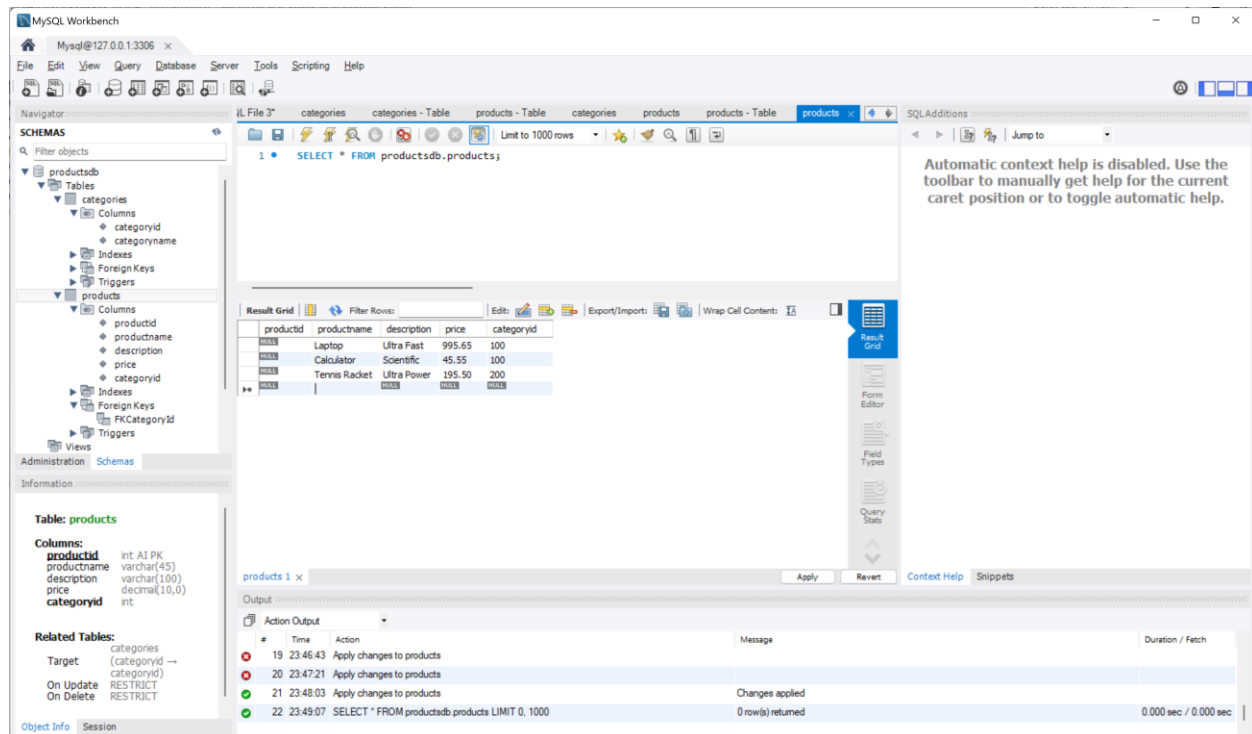 MySQL Workbench
Mysql@127.0.0.1:3306 ×
File Edit View Query Database Server Tools Scripting Help
Navigator
SCHEMAS
Filter objects
productsdb
Tables
categories
Columns
categoryid
categoryname
Indexes
Foreign Keys
Triggers
products
Columns
productid
productname
description
price
categoryid
Indexes
Foreign Keys
FKCategoryId
Triggers
Views
Administration Schemas
Information
Table: products
Columns:
productid int AI PK
productname varchar(45)
description varchar(100)
price decimal(10,0)
categoryid int
Related Tables:
categories
Target (categoryid →
categoryid)
On Update RESTRICT
On Delete RESTRICT
Object Info Session
IL File 3* categories categories - Table products - Table categories products products - Table products ×
Limit to 1000 rows
1 SELECT * FROM productsdb.products;
Result Grid Filter Rows: Edit: Export/Import: Wrap Cell Content:
productid productname description price categoryid
NULL Laptop Ultra Fast 995.65 100
NULL Calculator Scientific 45.55 100
NULL Tennis Racket Ultra Power 195.50 200
NULL NULL NULL NULL
Result
Grid
Form
Editor
Field
Types
Query
Stats
products 1 × Apply Revert
Output
Action Output
# Time Action Message Duration / Fetch
19 23:46:43 Apply changes to products
20 23:47:21 Apply changes to products
21 23:48:03 Apply changes to products Changes applied
22 23:49:07 SELECT * FROM productsdb.products LIMIT 0, 1000 0 row(s) returned 0.000 sec / 0.000 sec
SQLAdditions
Jump to
Automatic context help is disabled. Use the
toolbar to manually get help for the current
caret position or to toggle automatic help.
Context Help Snippets